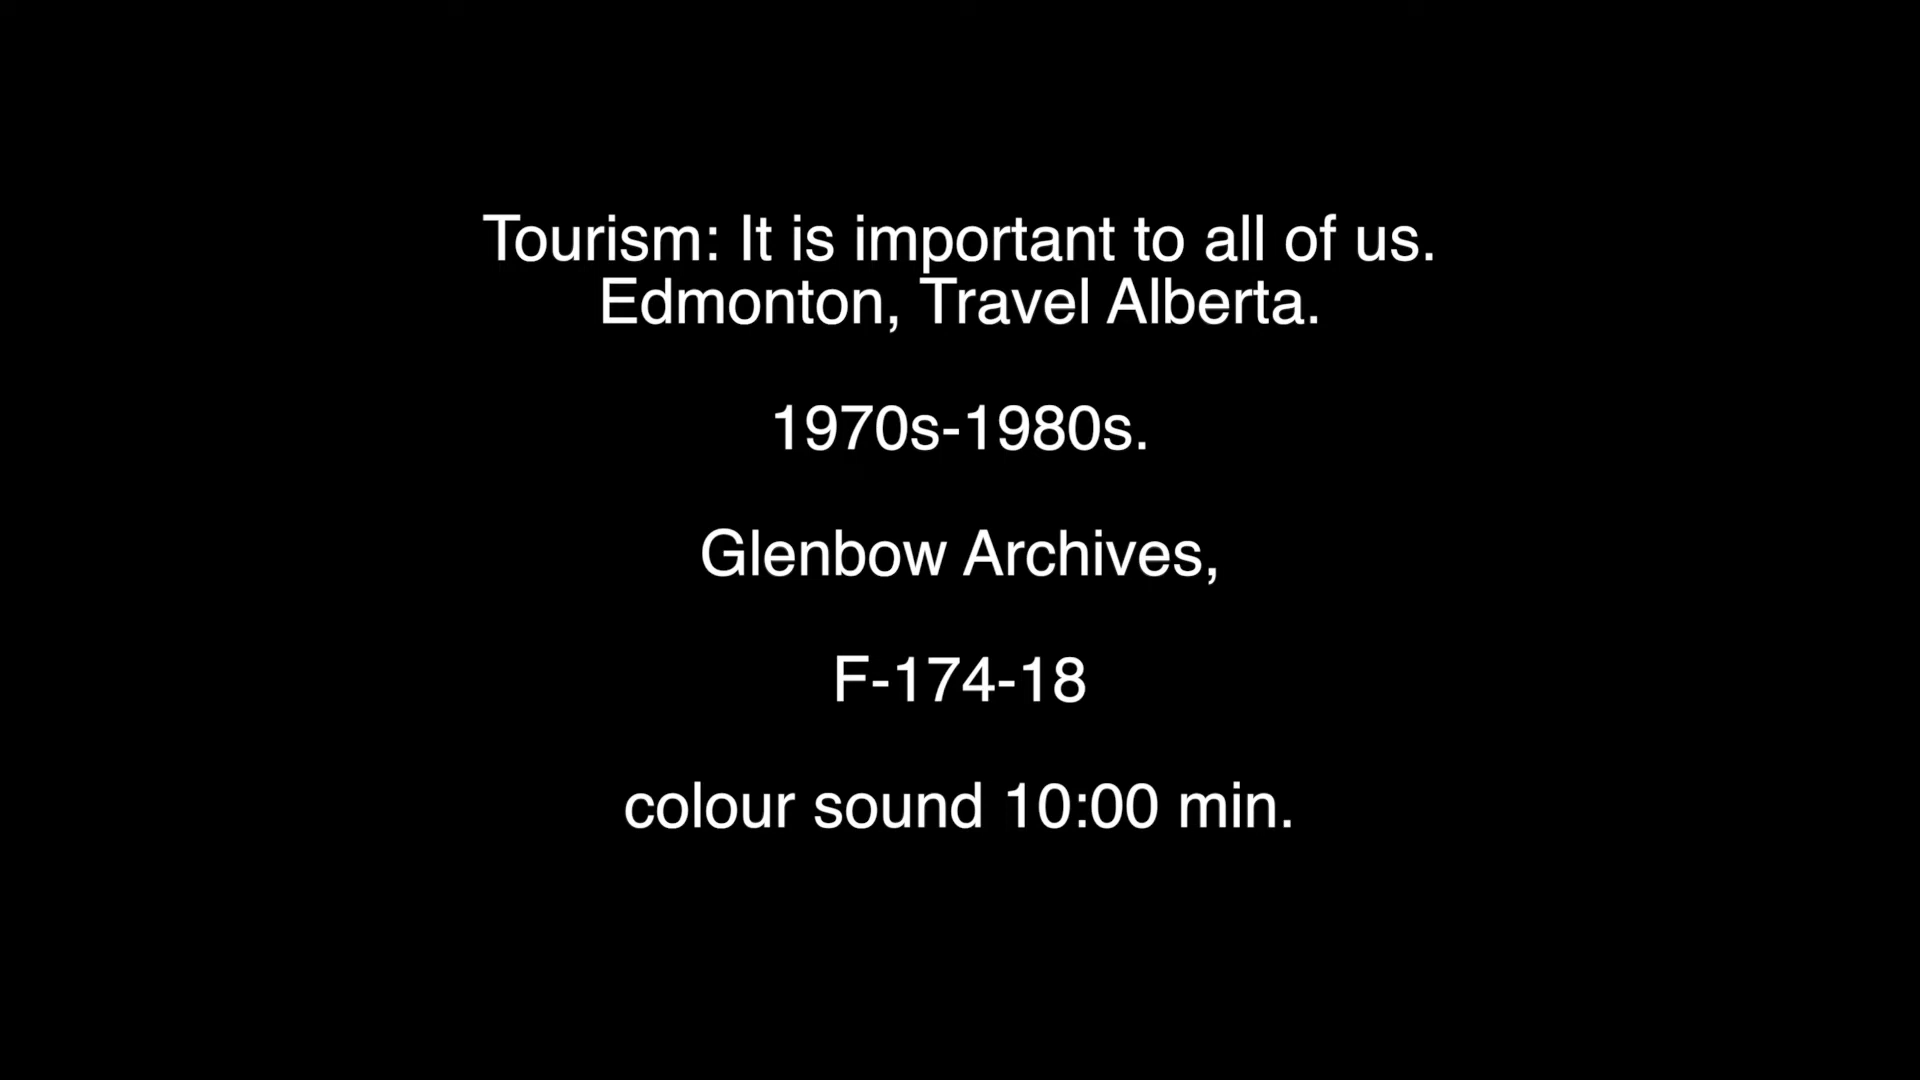 Tourism: It is important to all of us.
Edmonton, Travel Alberta.
1970s-1980s.
Glenbow Archives,
F-174-18
colour sound 10:00 min.